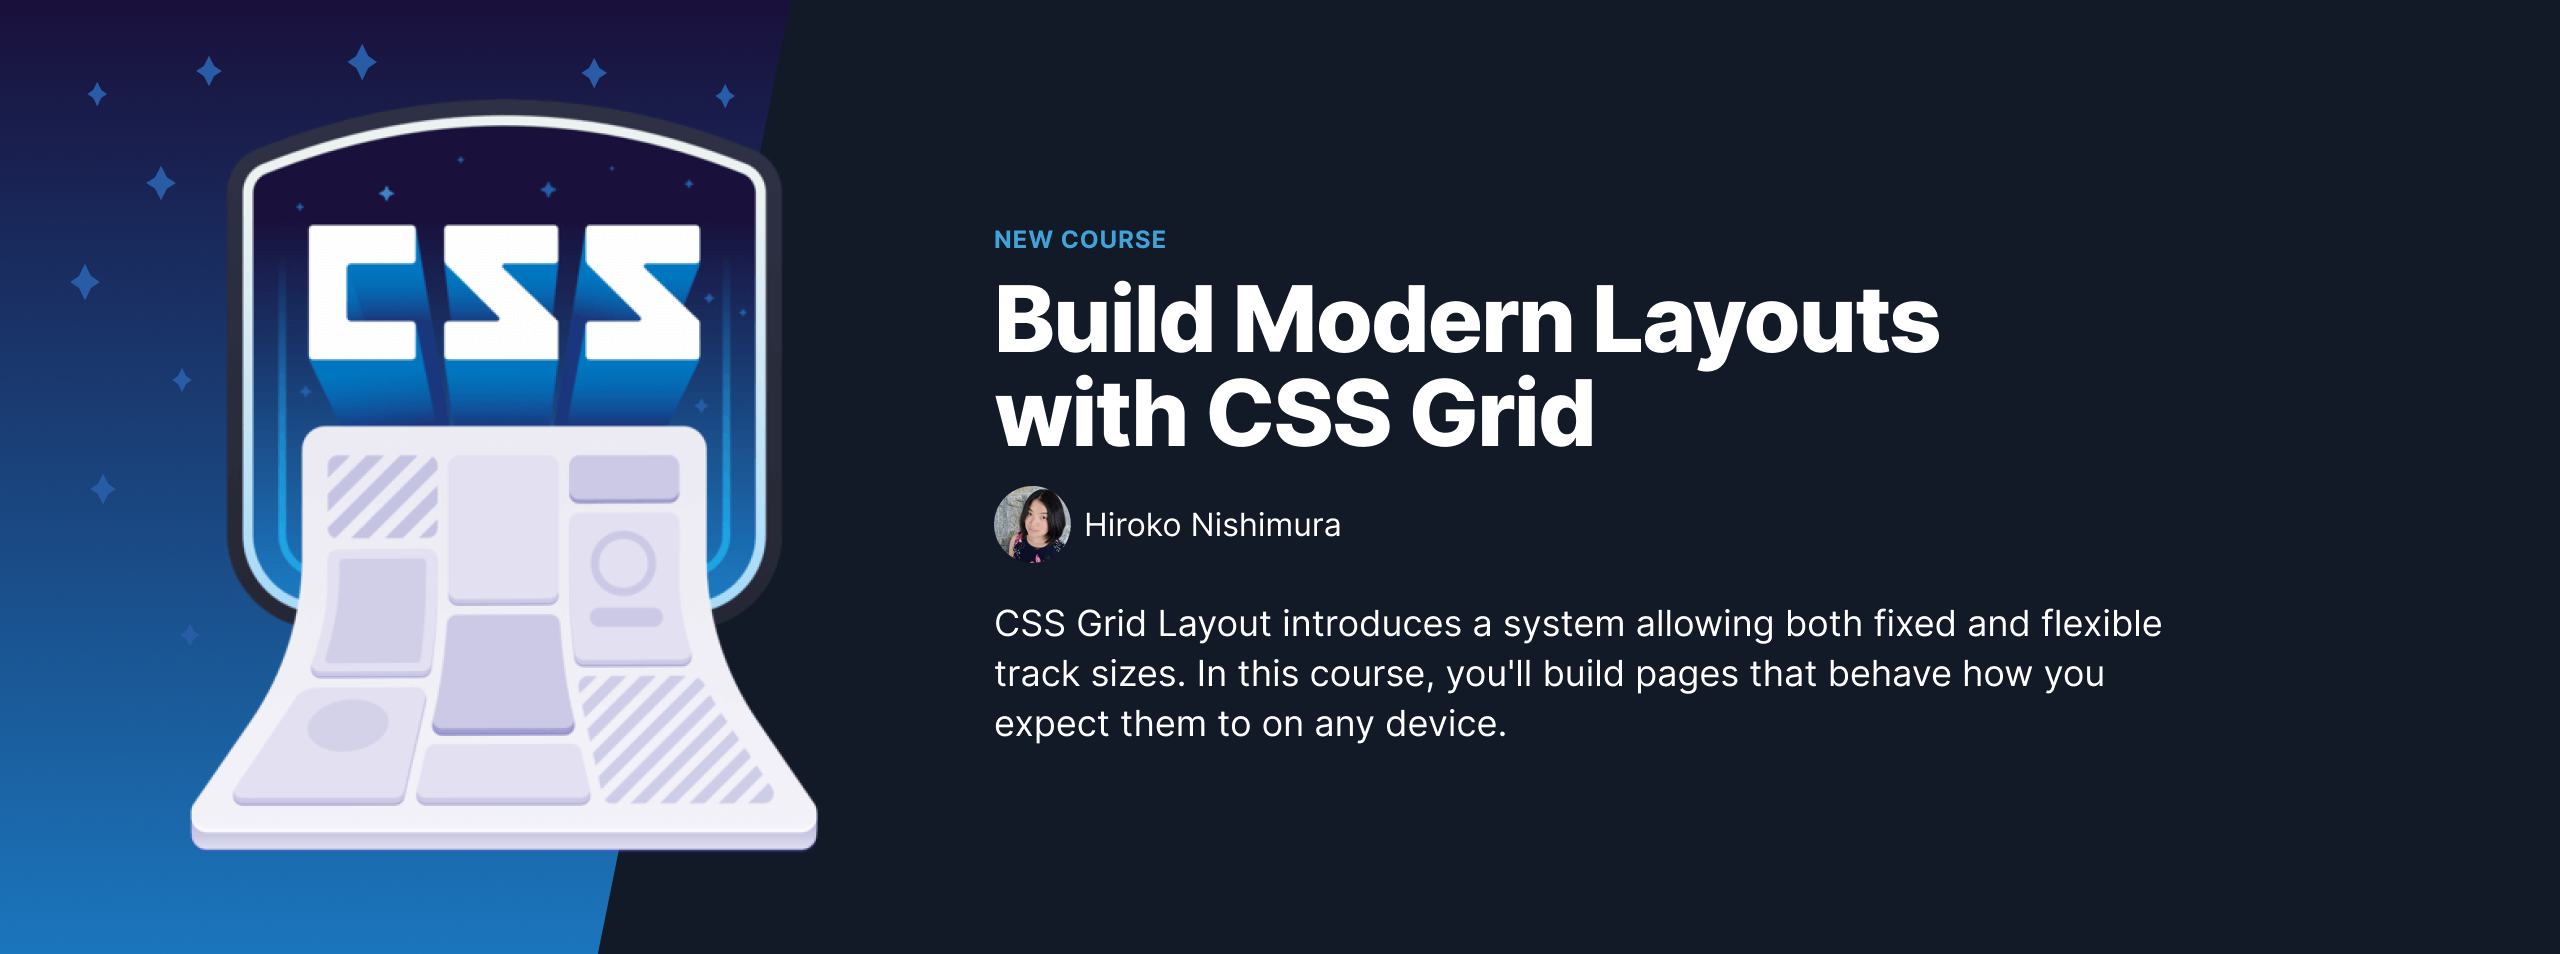 CSS
NEW COURSE
Build Modern Layouts
with CSS Grid
Hiroko Nishimura
CSS Grid Layout introduces a system allowing both fixed and flexible
track sizes. In this course, you'll build pages that behave how you
expect them to on any device.